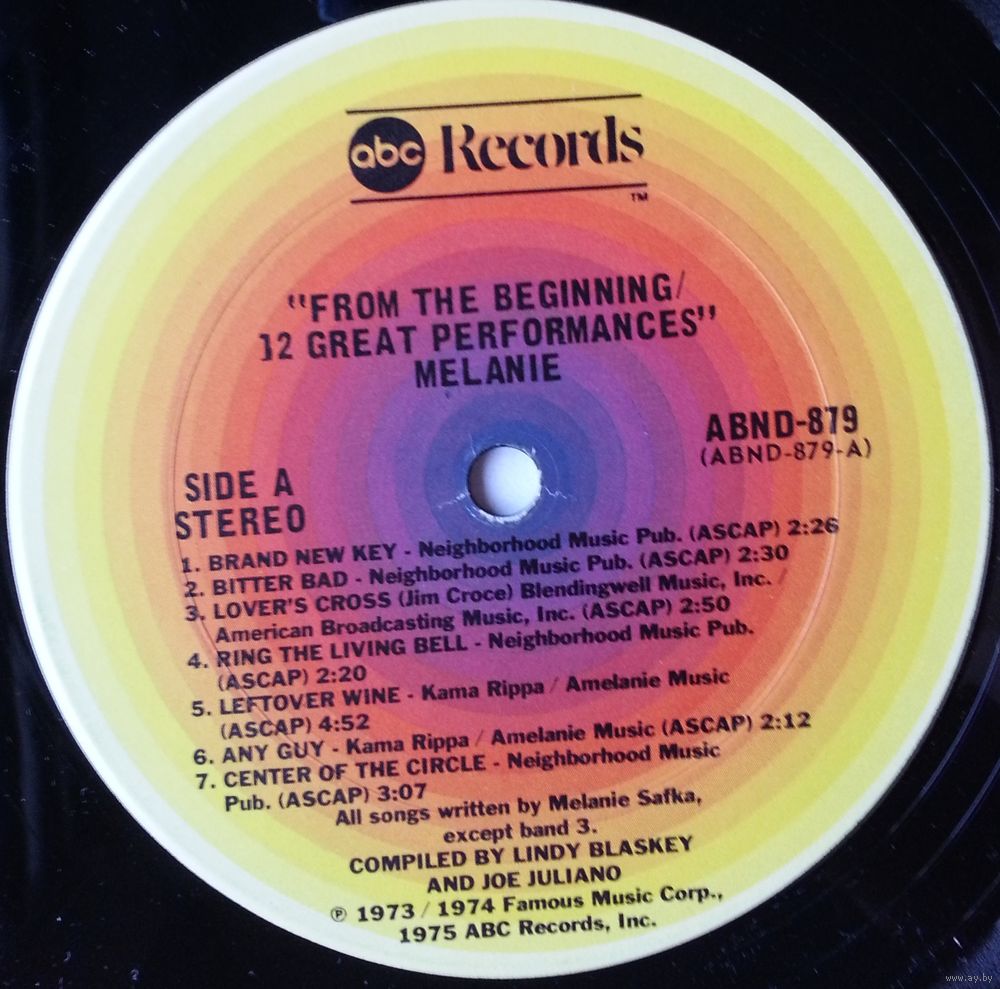 abc Records
TM
"FROM THE BEGINNING/
12 GREAT PERFORMANCES"
MELANIE
ABND-879
(ABND-879-A)
SIDE A
STEREO
1. BRAND NEW KEY - Neighborhood Music Pub. (ASCAP) 2:26
2. BITTER BAD - Neighborhood Music Pub. (ASCAP) 2:30
3. LOVER'S CROSS (Jim Croce) Blendingwell Music, Inc. /
American Broadcasting Music, Inc. (ASCAP) 2:50
4. RING THE LIVING BELL - Neighborhood Music Pub.
(ASCAP) 2:20
5. LEFTOVER WINE - Kama Rippa / Amelanie Music
(ASCAP) 4:52
6. ANY GUY - Kama Rippa / Amelanie Music (ASCAP) 2:12
7. CENTER OF THE CIRCLE - Neighborhood Music
Pub. (ASCAP) 3:07
All songs written by Melanie Safka,
except band 3.
COMPILED BY LINDY BLASKEY
AND JOE JULIANO
℗ 1973 / 1974 Famous Music Corp.,
1975 ABC Records, Inc.
www.ay.by